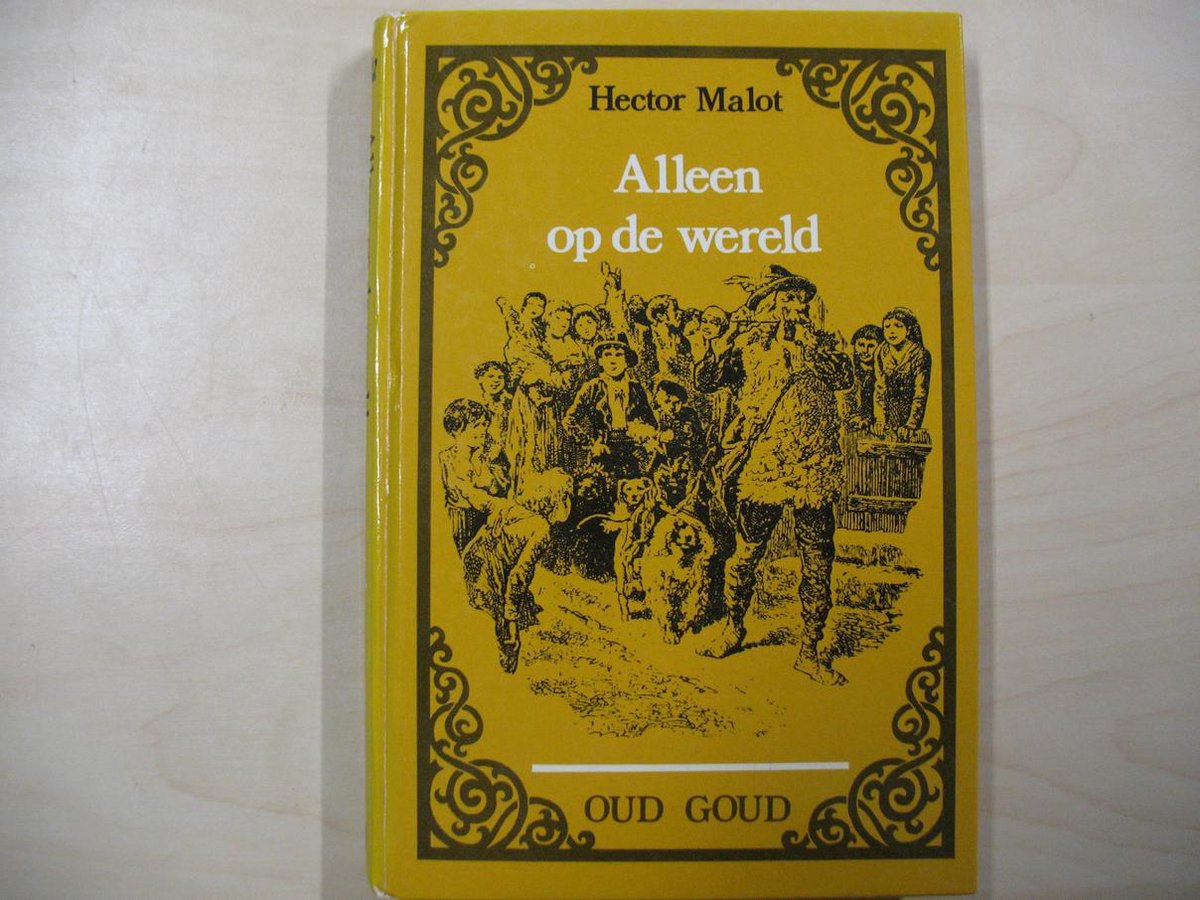 Hector Malot
Alleen
op de wereld
OUD GOUD